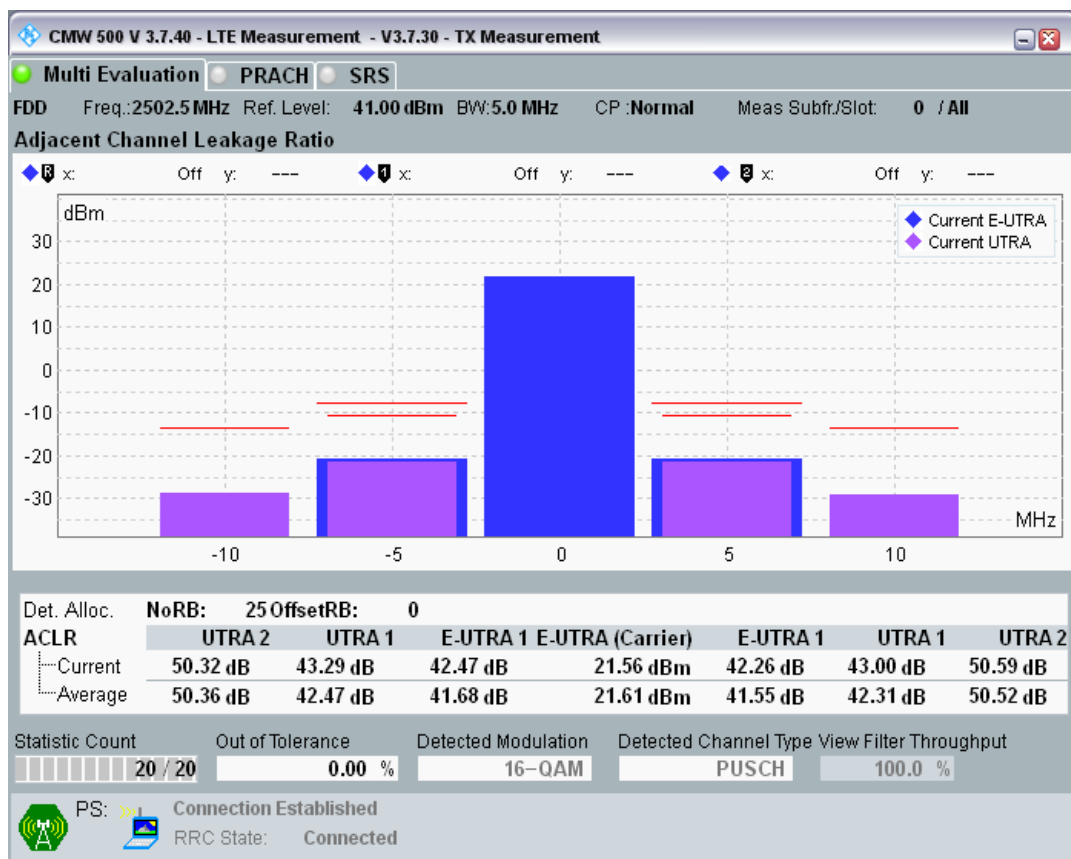 CMW 500 V 3.7.40 - LTE Measurement - V3.7.30 - TX Measurement
Multi Evaluation PRACH SRS
FDD Freq.:2502.5 MHz Ref. Level: 41.00 dBm BW:5.0 MHz CP :Normal Meas Subfr./Slot: 0 / All
Adjacent Channel Leakage Ratio
R x: Off y: --- 1 x: Off y: --- 2 x: Off y: ---
dBm
Current E-UTRA
Current UTRA
30
20
10
0
-10
-20
-30
MHz
-10 -5 0 5 10
Det. Alloc. NoRB: 25 OffsetRB: 0
ACLR UTRA 2 UTRA 1 E-UTRA 1 E-UTRA (Carrier) E-UTRA 1 UTRA 1 UTRA 2
Current 50.32 dB 43.29 dB 42.47 dB 21.56 dBm 42.26 dB 43.00 dB 50.59 dB
Average 50.36 dB 42.47 dB 41.68 dB 21.61 dBm 41.55 dB 42.31 dB 50.52 dB
Statistic Count Out of Tolerance Detected Modulation Detected Channel Type View Filter Throughput
20 / 20 0.00 % 16-QAM PUSCH 100.0 %
PS: Connection Established
RRC State: Connected